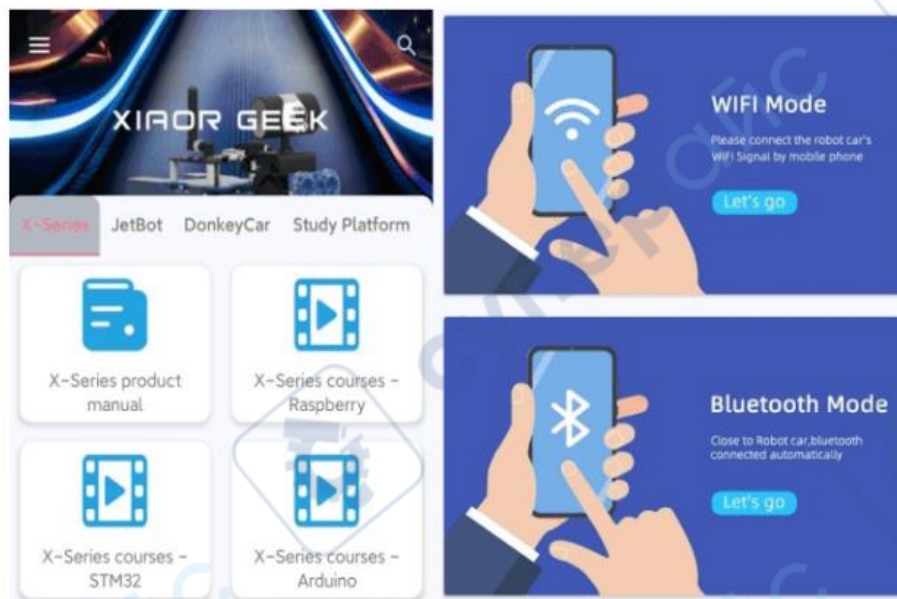 XIAOR GEEK
X-Series
JetBot
DonkeyCar
Study Platform
X-Series product
manual
X-Series courses –
Raspberry
X-Series courses –
STM32
X-Series courses –
Arduino
WIFI Mode
Please connect the robot car's
WiFi Signal by mobile phone
Let's go
Bluetooth Mode
Close to Robot car,bluetooth
connected automatically
Let's go